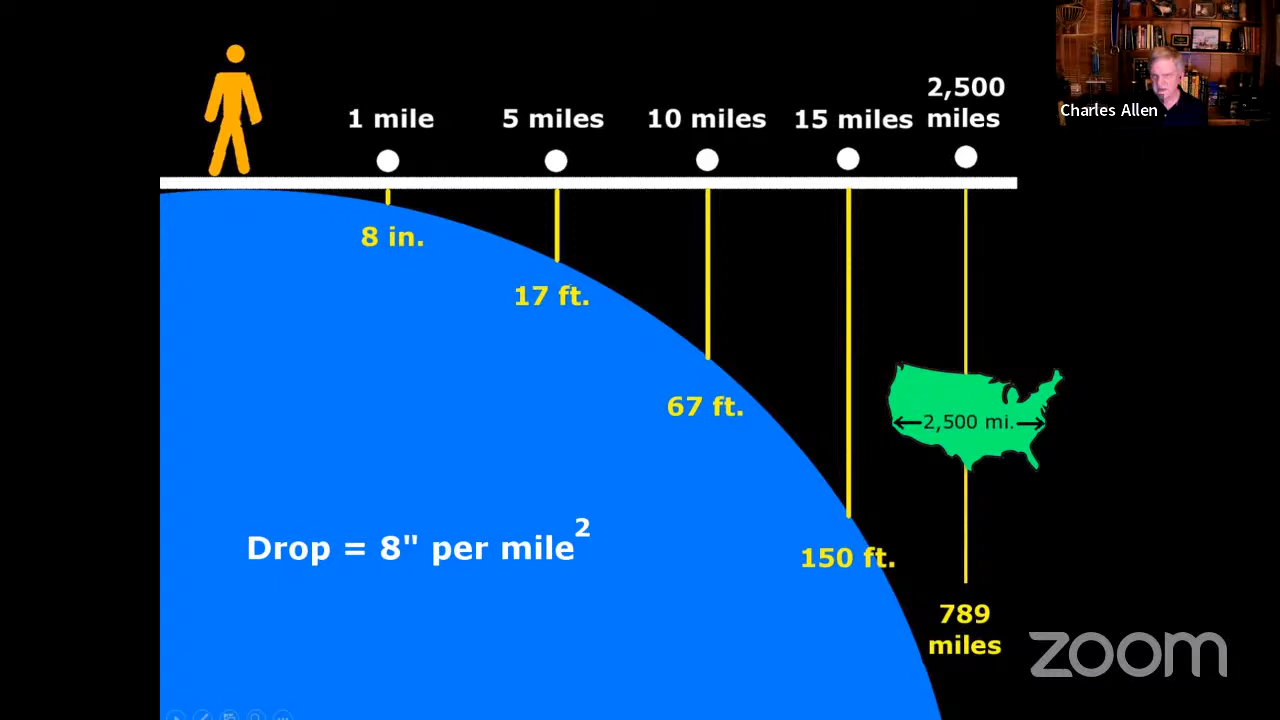 1 mile
5 miles
10 miles
15 miles
2,500
miles
Charles Allen
8 in.
17 ft.
67 ft.
150 ft.
2,500 mi.
789
miles
Drop = 8" per mile²
zoom